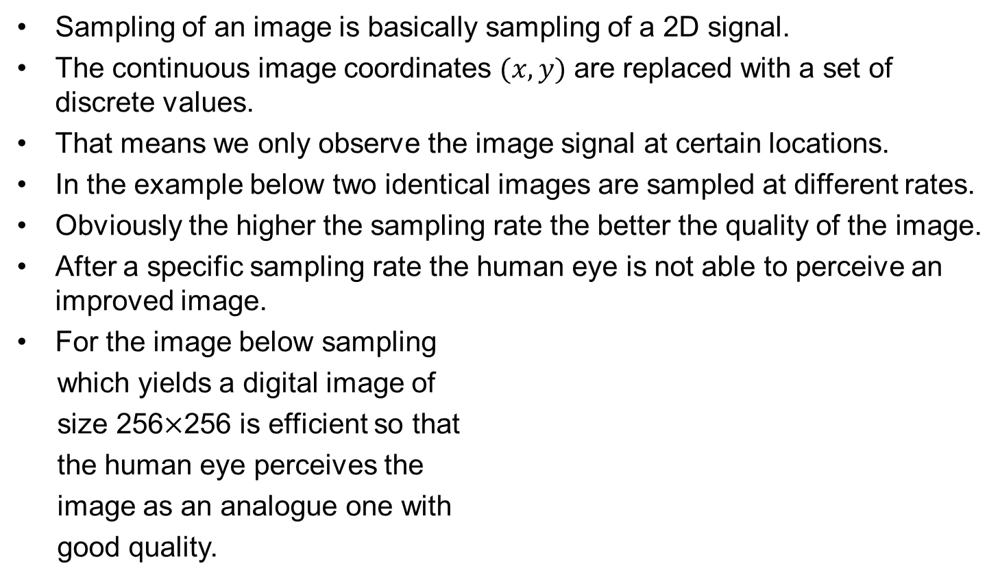 • Sampling of an image is basically sampling of a 2D signal.
• The continuous image coordinates (x, y) are replaced with a set of
discrete values.
• That means we only observe the image signal at certain locations.
• In the example below two identical images are sampled at different rates.
• Obviously the higher the sampling rate the better the quality of the image.
• After a specific sampling rate the human eye is not able to perceive an
improved image.
• For the image below sampling
which yields a digital image of
size 256×256 is efficient so that
the human eye perceives the
image as an analogue one with
good quality.